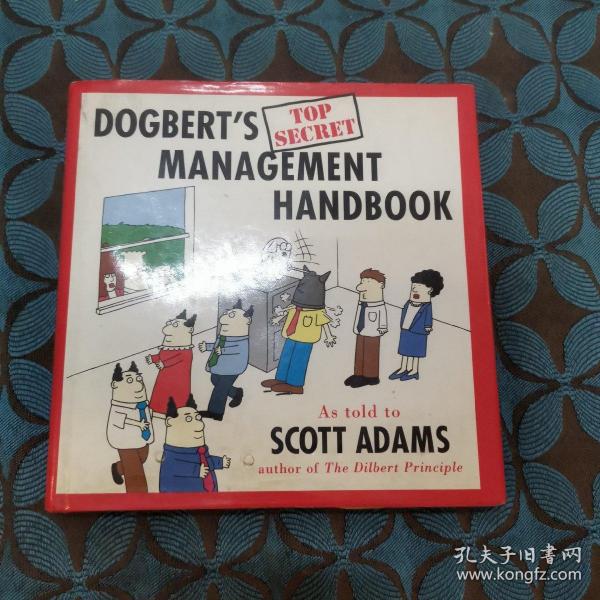 DOGBERT'S
TOP
SECRET
MANAGEMENT
HANDBOOK
As told to
SCOTT ADAMS
author of The Dilbert Principle
孔夫子旧书网
www.kongfz.com